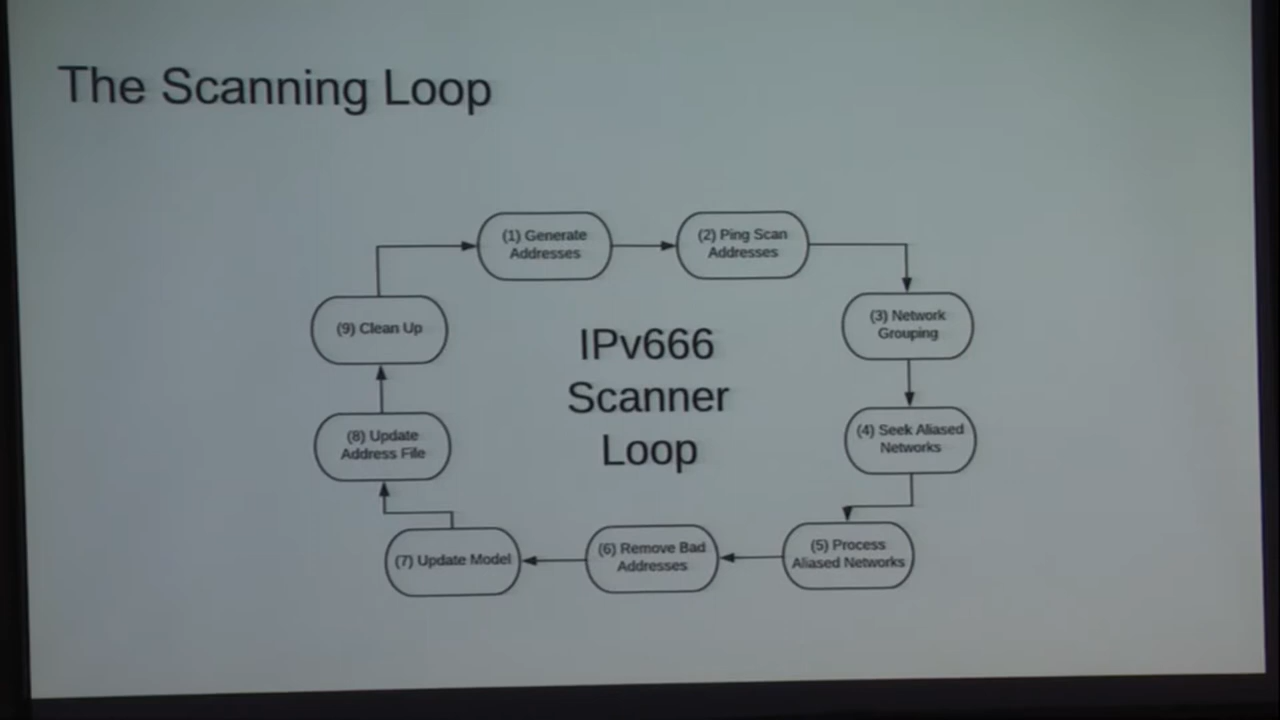 The Scanning Loop
(1) Generate
Addresses
(2) Ping Scan
Addresses
(3) Network
Grouping
(4) Seek Aliased
Networks
(5) Process
Aliased Networks
(6) Remove Bad
Addresses
(7) Update Model
(8) Update
Address File
(9) Clean Up
IPv666
Scanner
Loop